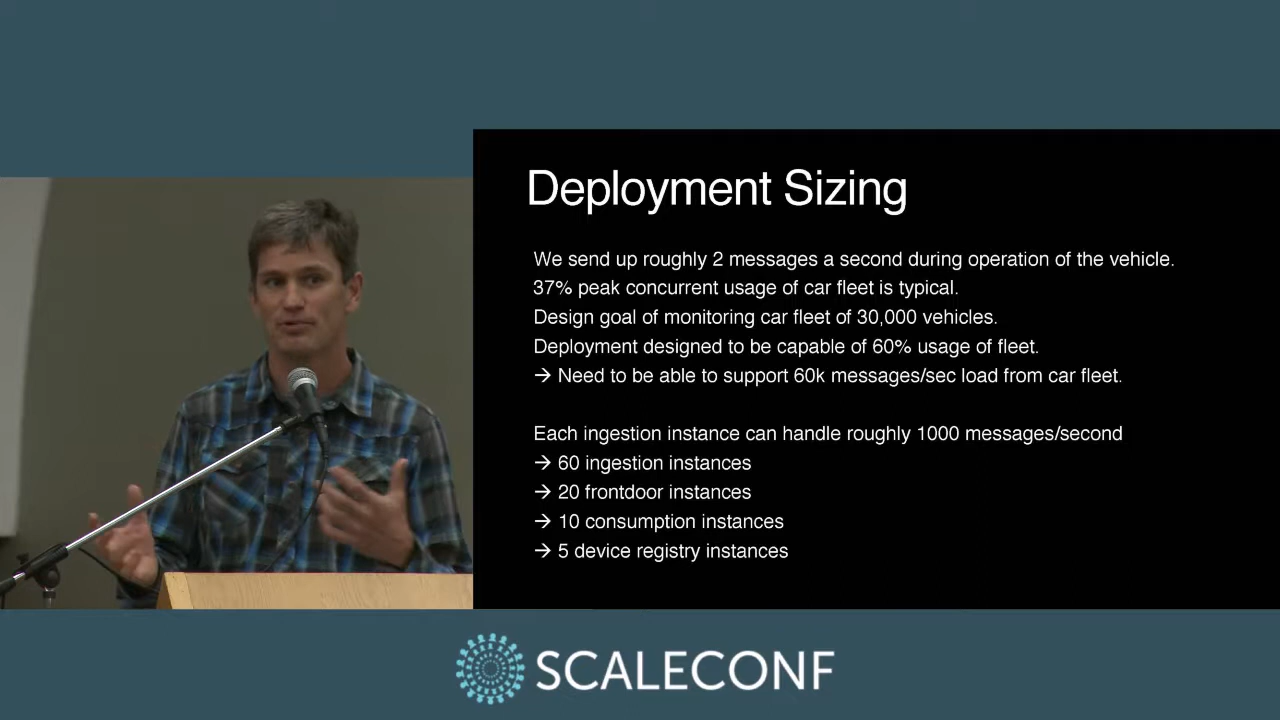 Deployment Sizing
We send up roughly 2 messages a second during operation of the vehicle.
37% peak concurrent usage of car fleet is typical.
Design goal of monitoring car fleet of 30,000 vehicles.
Deployment designed to be capable of 60% usage of fleet.
→ Need to be able to support 60k messages/sec load from car fleet.
Each ingestion instance can handle roughly 1000 messages/second
→ 60 ingestion instances
→ 20 frontdoor instances
→ 10 consumption instances
→ 5 device registry instances
SCALECONF